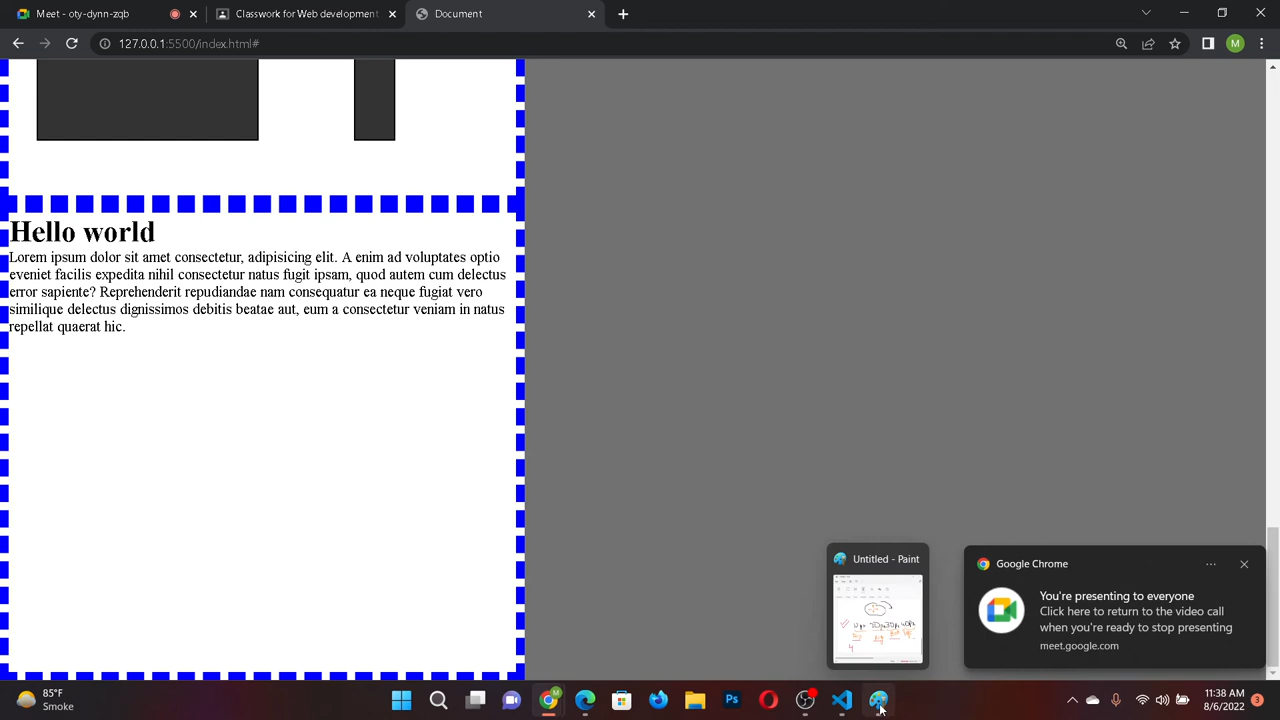 Meet - oty-dynn-zqb
Classwork for Web development
Document
127.0.0.1:5500/index.html#
M
Hello world
Lorem ipsum dolor sit amet consectetur, adipisicing elit. A enim ad voluptates optio
eveniet facilis expedita nihil consectetur natus fugit ipsam, quod autem cum delectus
error sapiente? Reprehenderit repudiandae nam consequatur ea neque fugiat vero
similique delectus dignissimos debitis beatae aut, eum a consectetur veniam in natus
repellat quaerat hic.
Untitled - Paint
Google Chrome
You're presenting to everyone
Click here to return to the video call
when you're ready to stop presenting
meet.google.com
85°F
Smoke
M
Ps
11:38 AM
8/6/2022
3